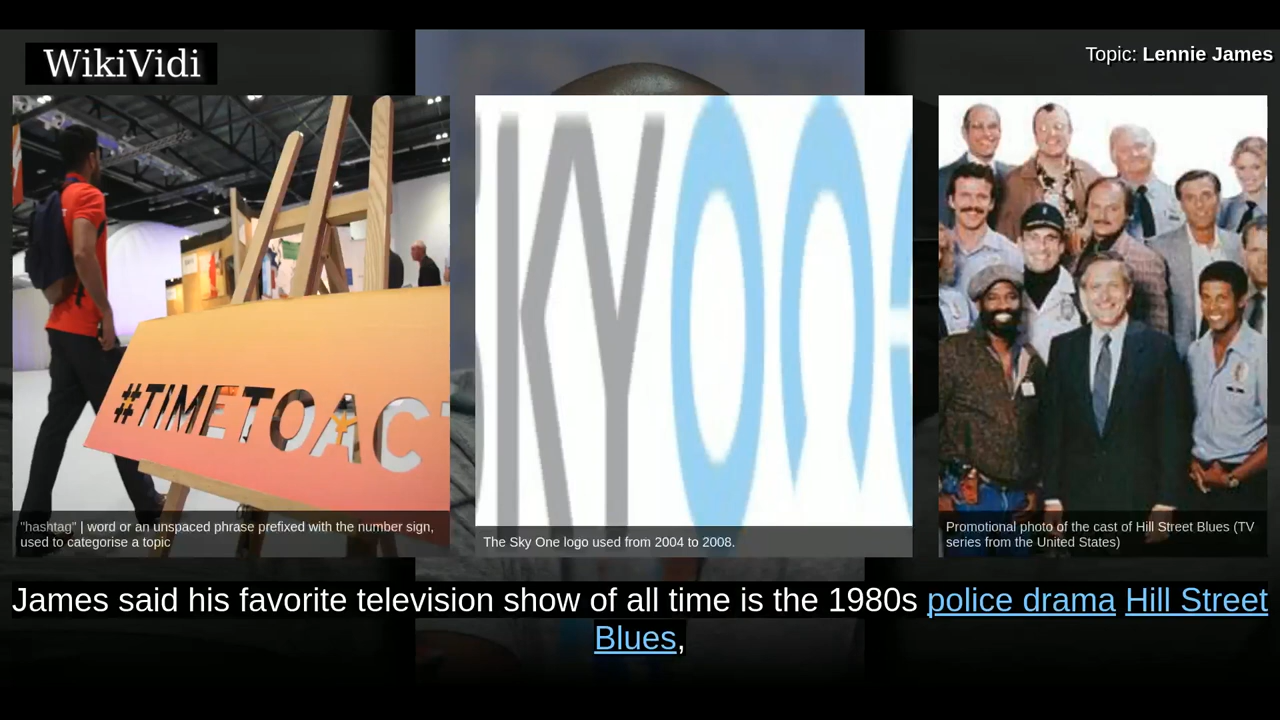 WikiVidi
Topic: Lennie James
#TIMETOACT
"hashtag" | word or an unspaced phrase prefixed with the number sign,
used to categorise a topic
KY one
The Sky One logo used from 2004 to 2008.
Promotional photo of the cast of Hill Street Blues (TV
series from the United States)
James said his favorite television show of all time is the 1980s police drama Hill Street
Blues,